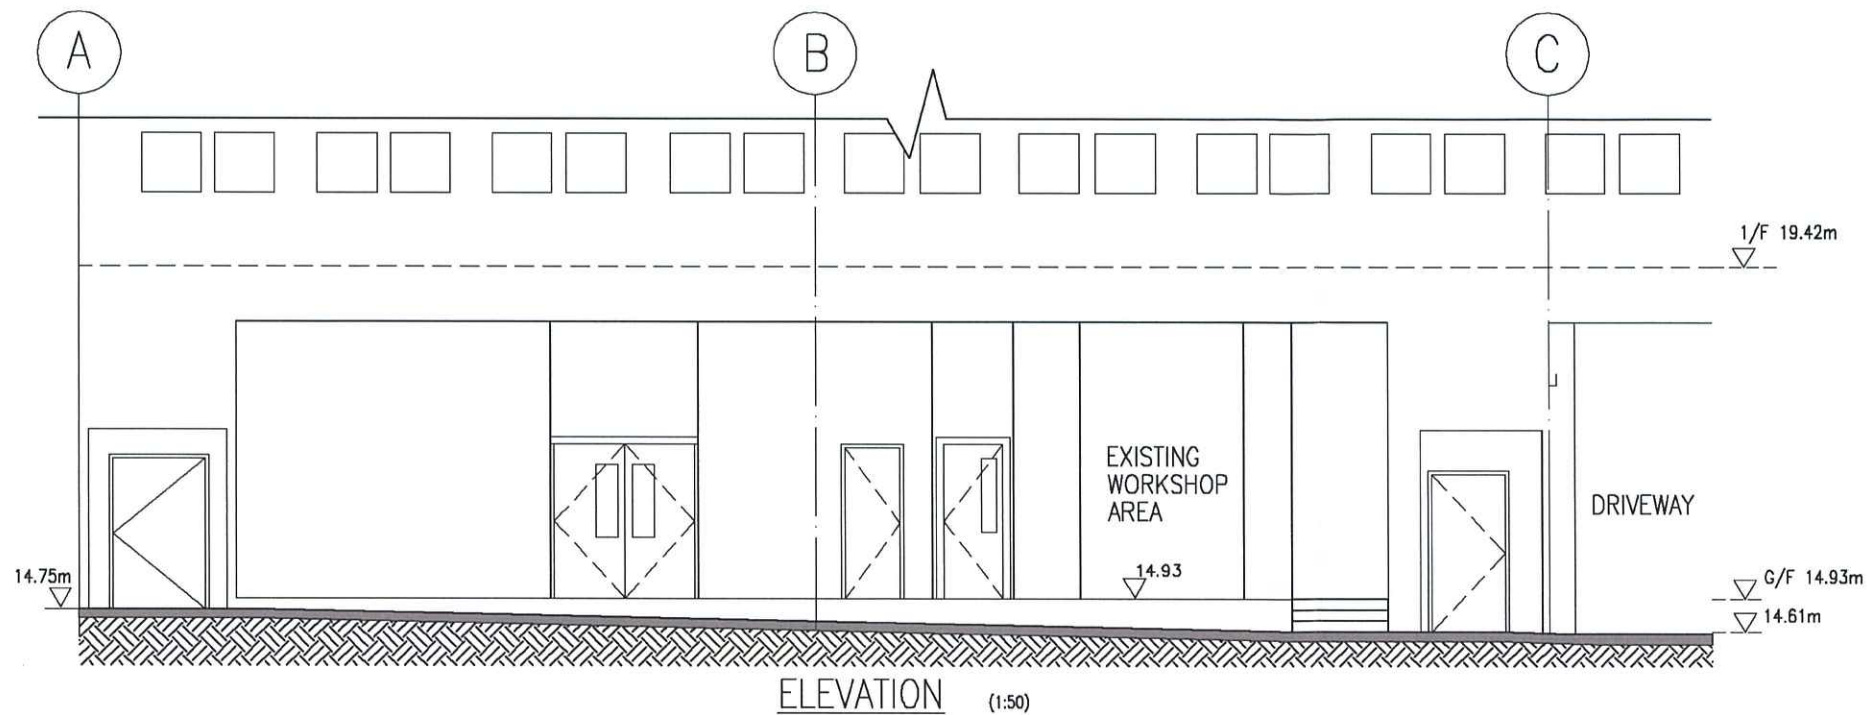 A
B
C
1/F 19.42m
EXISTING
WORKSHOP
AREA
DRIVEWAY
14.75m
14.93
G/F 14.93m
14.61m
ELEVATION (1:50)